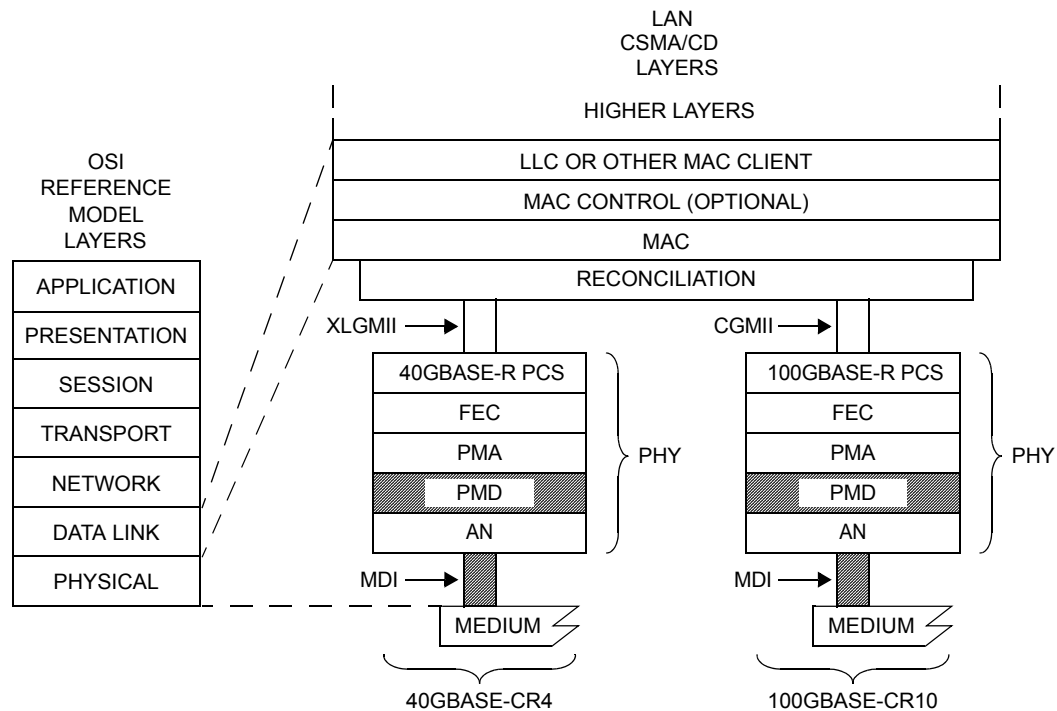 LAN
CSMA/CD
LAYERS
HIGHER LAYERS
LLC OR OTHER MAC CLIENT
MAC CONTROL (OPTIONAL)
MAC
RECONCILIATION
OSI
REFERENCE
MODEL
LAYERS
APPLICATION
PRESENTATION
SESSION
TRANSPORT
NETWORK
DATA LINK
PHYSICAL
XLGMII
40GBASE-R PCS
FEC
PMA
PMD
AN
PHY
MDI
MEDIUM
40GBASE-CR4
CGMII
100GBASE-R PCS
FEC
PMA
PMD
AN
PHY
MDI
MEDIUM
100GBASE-CR10